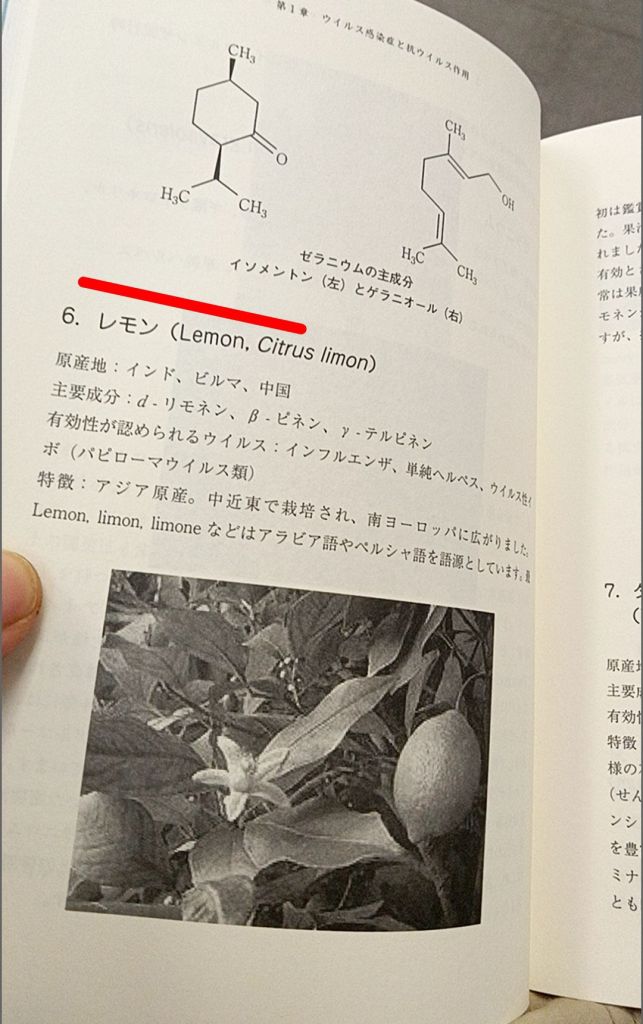 第1章 ウイルス感染症と抗ウイルス作用
CH₃
O
H₃C
CH₃
CH₃
OH
H₃C
CH₃
ゼラニウムの主成分
イソメントン（左）とゲラニオール（右）
6. レモン（Lemon, Citrus limon）
原産地：インド、ビルマ、中国
主要成分：d - リモネン、β - ピネン、γ - テルピネン
有効性が認められるウイルス：インフルエンザ、単純ヘルペス、ウイルス性イ
ボ（パピローマウイルス類）
特徴：アジア原産。中近東で栽培され、南ヨーロッパに広がりました。
Lemon, limon, limone などはアラビア語やペルシャ語を語源としています。最
初は鑑賞
た。果汁
れまし
有効と
常は果
モネン
すが、
7.
（
原産地
主要
有効性
特徴
様の
（せん
ンシ
を豊
ミナ
とも